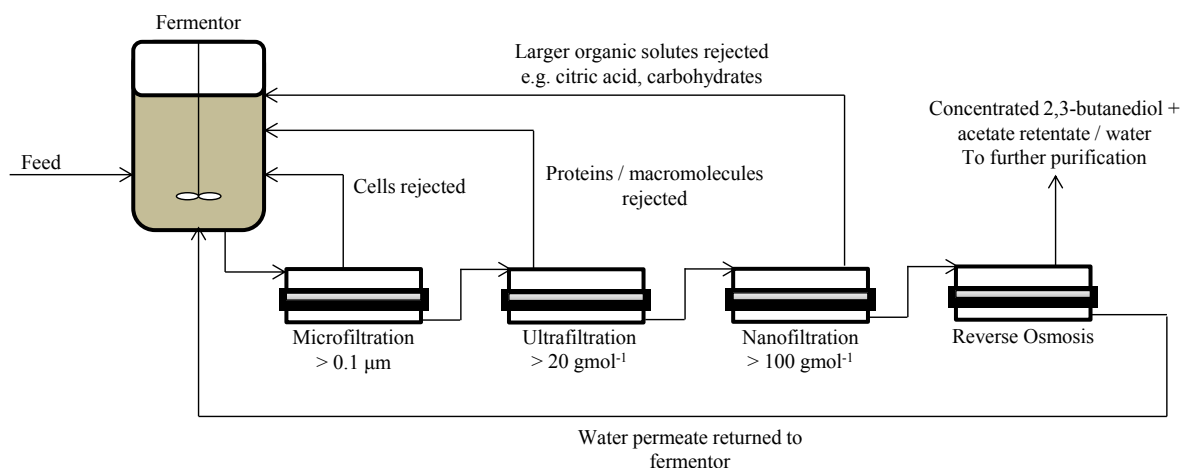 Fermentor
Larger organic solutes rejected
e.g. citric acid, carbohydrates
Concentrated 2,3-butanediol +
acetate retentate / water
To further purification
Feed
Cells rejected
Proteins / macromolecules
rejected
Microfiltration
> 0.1 μm
Ultrafiltration
> 20 gmol-1
Nanofiltration
> 100 gmol-1
Reverse Osmosis
Water permeate returned to
fermentor